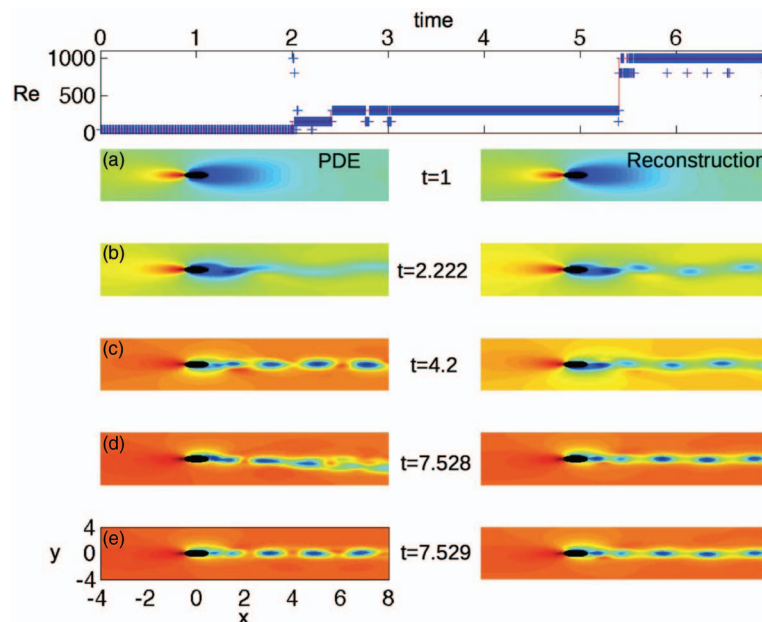 time
0 1 2 3 4 5 6
1000
Re 500
0
(a) PDE Reconstruction
t=1
(b)
t=2.222
(c)
t=4.2
(d)
t=7.528
4 (e)
y 0 t=7.529
-4
-4 -2 0 2 4 6 8
x